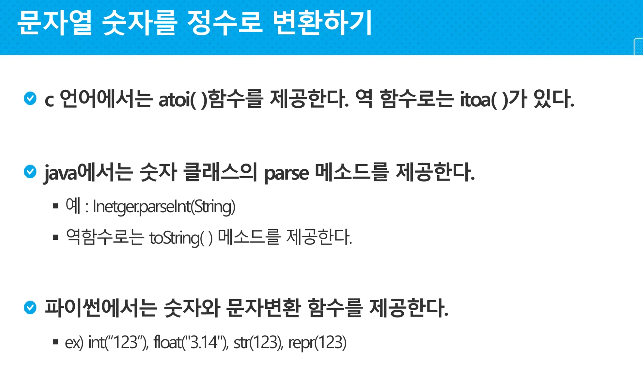 문자열 숫자를 정수로 변환하기
c 언어에서는 atoi( )함수를 제공한다. 역 함수로는 itoa( )가 있다.
java에서는 숫자 클래스의 parse 메소드를 제공한다.
예 : Inetger.parseInt(String)
역함수로는 toString( ) 메소드를 제공한다.
파이썬에서는 숫자와 문자변환 함수를 제공한다.
ex) int(“123”), float("3.14"), str(123), repr(123)